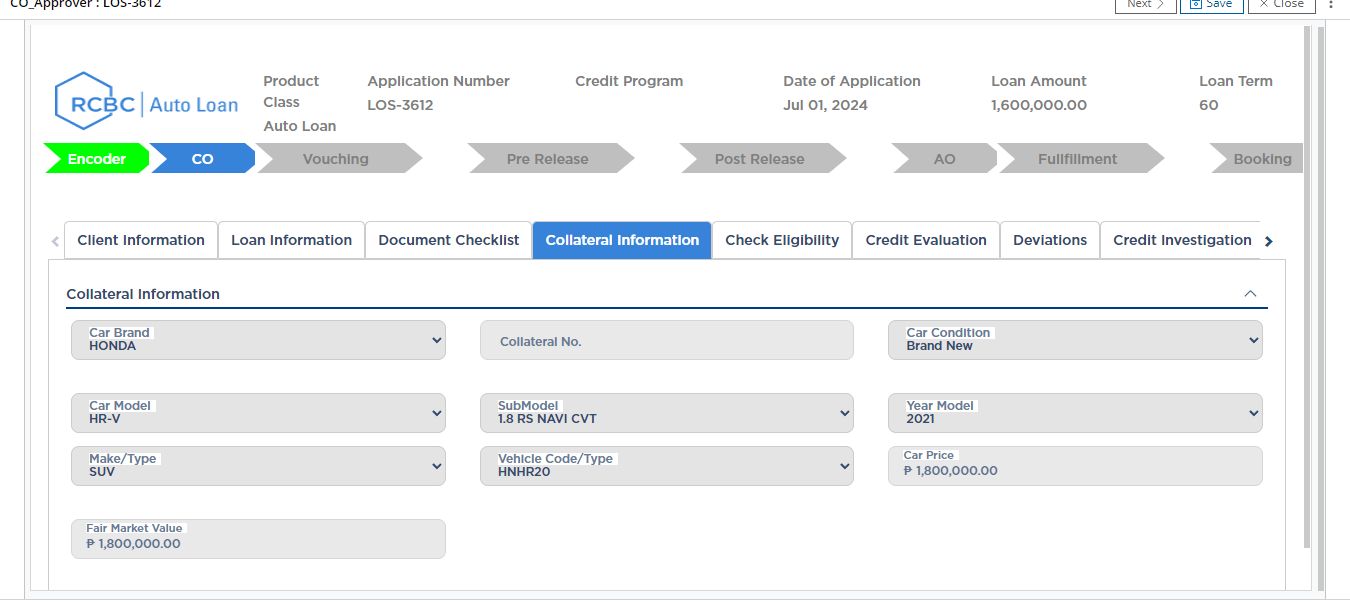 CO_Approver : LOS-3612
Next
Save
Close
RCBC Auto Loan
Product Class
Auto Loan
Application Number
LOS-3612
Credit Program
Date of Application
Jul 01, 2024
Loan Amount
1,600,000.00
Loan Term
60
Encoder
CO
Vouching
Pre Release
Post Release
AO
Fullfillment
Booking
Client Information
Loan Information
Document Checklist
Collateral Information
Check Eligibility
Credit Evaluation
Deviations
Credit Investigation
Collateral Information
Car Brand
HONDA
Collateral No.
Car Condition
Brand New
Car Model
HR-V
SubModel
1.8 RS NAVI CVT
Year Model
2021
Make/Type
SUV
Vehicle Code/Type
HNHR20
Car Price
₱ 1,800,000.00
Fair Market Value
₱ 1,800,000.00